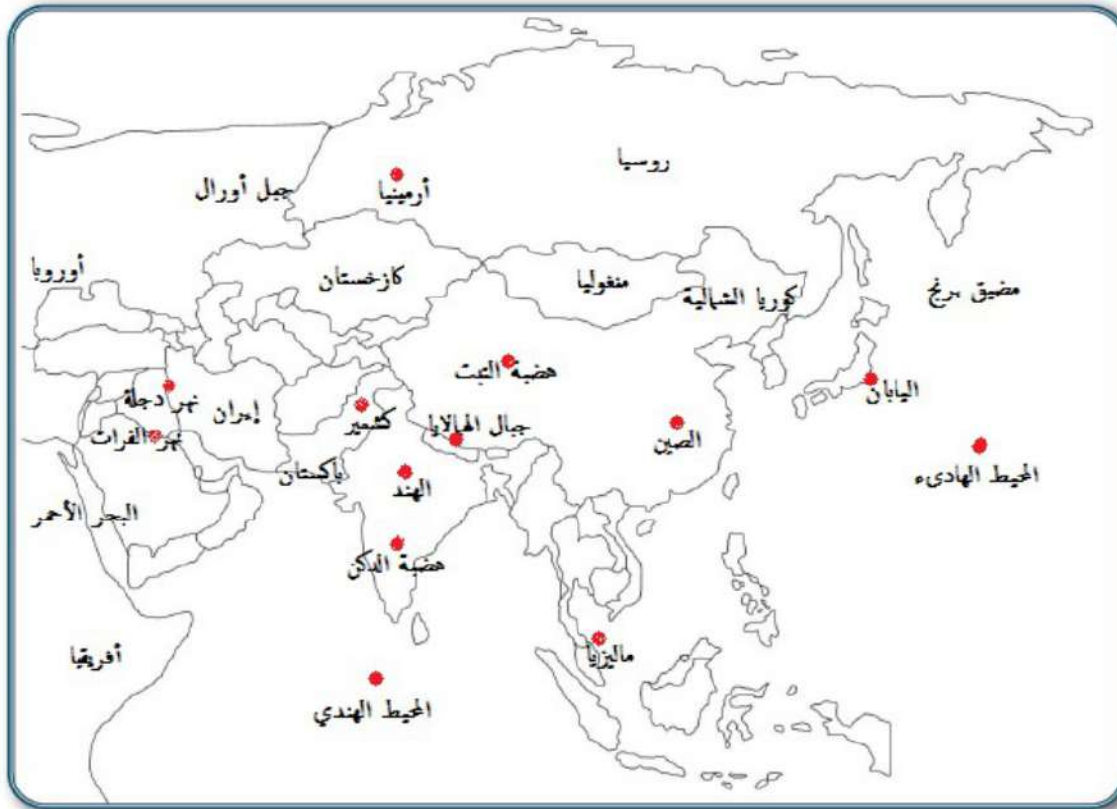 روسيا
أرمينيا
جبل أورال
أوروبا
كازخستان
منغوليا
كوريا الشمالية
مضيق برنج
هضبة التبت
اليابان
نهر دجلة
إيران
كشمير
جبال الهالايا
الصين
نهر الفرات
باكستان
الهند
المحيط الهادىء
البحر الأحمر
هضبة الدكن
أفريقيا
ماليزيا
المحيط الهندي